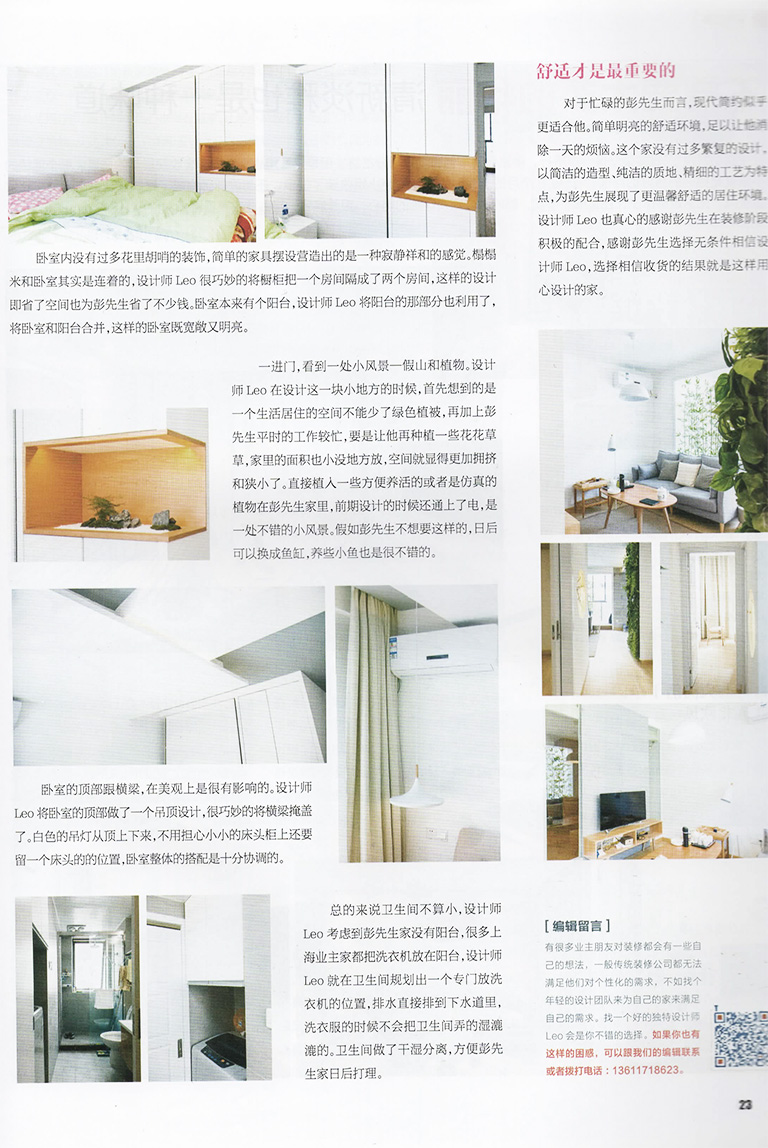 卧室内没有过多花里胡哨的装饰，简单的家具摆设营造出的是一种寂静祥和的感觉。榻榻
米和卧室其实是连着的，设计师 Leo 很巧妙的将橱柜把一个房间隔成了两个房间，这样的设计
即省了空间也为彭先生省了不少钱。卧室本来有个阳台，设计师 Leo 将阳台的那部分也利用了，
将卧室和阳台合并，这样的卧室既宽敞又明亮。
一进门，看到一处小风景—假山和植物。设计
师 Leo 在设计这一块小地方的时候，首先想到的是
一个生活居住的空间不能少了绿色植被，再加上彭
先生平时的工作较忙，要是让他再种植一些花花草
草，家里的面积也小没地方放，空间就显得更加拥挤
和狭小了。直接植入一些方便养活的或者是仿真的
植物在彭先生家里，前期设计的时候还通上了电，是
一处不错的小风景。假如彭先生不想要这样的，日后
可以换成鱼缸，养些小鱼也是很不错的。
卧室的顶部跟横梁，在美观上是很有影响的。设计师
Leo 将卧室的顶部做了一个吊顶设计，很巧妙的将横梁掩盖
了。白色的吊灯从顶上下来，不用担心小小的床头柜上还要
留一个床头的的位置，卧室整体的搭配是十分协调的。
总的来说卫生间不算小，设计师
Leo 考虑到彭先生家没有阳台，很多上
海业主家都把洗衣机放在阳台，设计师
Leo 就在卫生间规划出一个专门放洗
衣机的位置，排水直接排到下水道里，
洗衣服的时候不会把卫生间弄的湿漉
漉的。卫生间做了干湿分离，方便彭先
生家日后打理。
舒适才是最重要的
对于忙碌的彭先生而言，现代简约似乎
更适合他。简单明亮的舒适环境，足以让他消
除一天的烦恼。这个家没有过多繁复的设计，
以简洁的造型、纯洁的质地、精细的工艺为特
点，为彭先生展现了更温馨舒适的居住环境。
设计师 Leo 也真心的感谢彭先生在装修阶段
积极的配合，感谢彭先生选择无条件相信设
计师 Leo，选择相信收货的结果就是这样用
心设计的家。
[ 编辑留言 ]
有很多业主朋友对装修都会有一些自
己的想法，一般传统装修公司都无法
满足他们对个性化的需求，不如找个
年轻的设计团队来为自己的家来满足
自己的需求。找一个好的独特设计师
Leo 会是你不错的选择。如果你也有
这样的困惑，可以跟我们的编辑联系
或者拨打电话：13611718623。
23